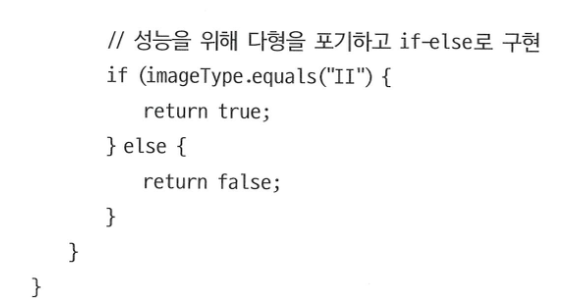 // 성능을 위해 다형을 포기하고 if-else로 구현
if (imageType.equals("II") {
return true;
} else {
return false;
}
}
}